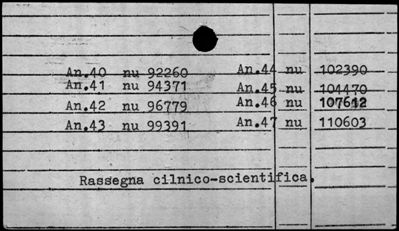 An.40 nu 92260 An.44 nu 102390
An.41 nu 94371 An.45 nu 104470
An.42 nu 96779 An.46 nu 107612
An.43 nu 99391 An.47 nu 110603
Rassegna cilnico-scientifica.